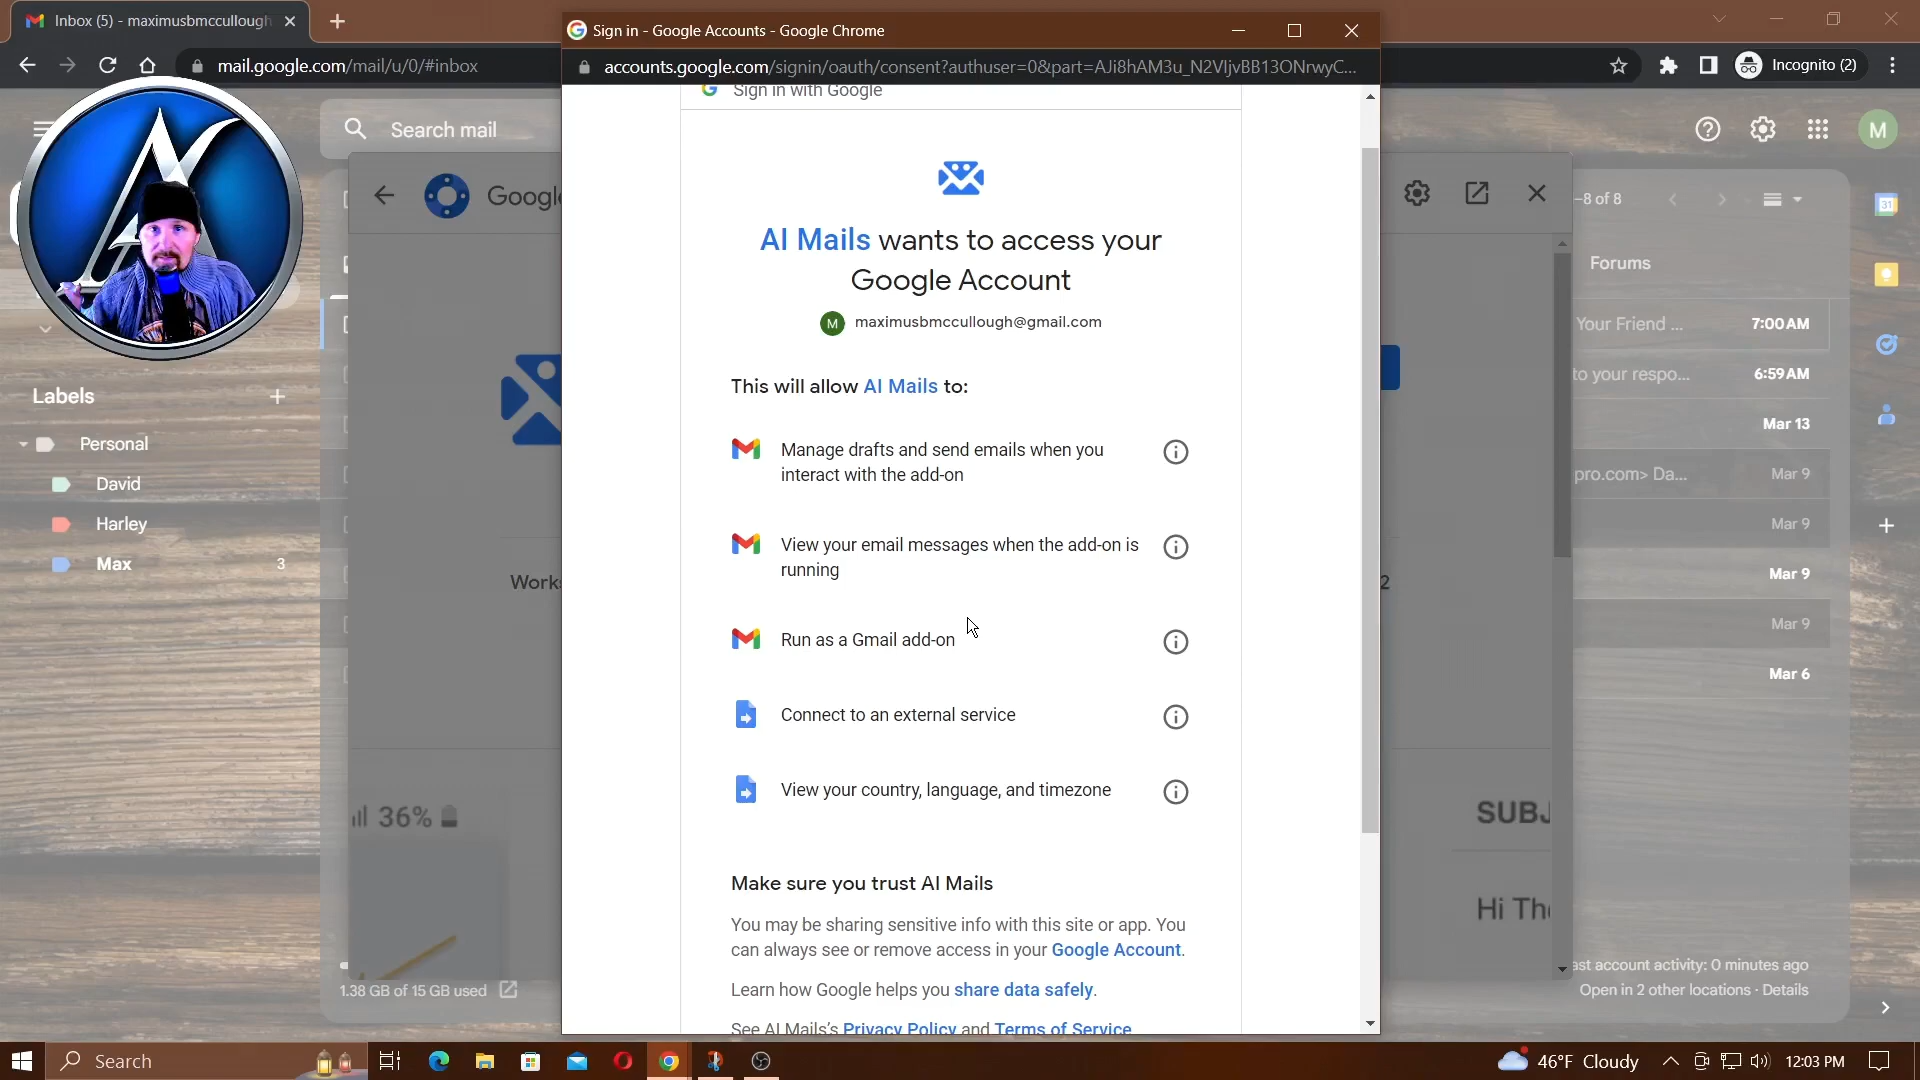 Inbox (5) - maximusbmccullough
Sign in - Google Accounts - Google Chrome
mail.google.com/mail/u/0/#inbox
accounts.google.com/signin/oauth/consent?authuser=0&part=AJi8hAM3u_N2VIjvBB13ONrwyC...
Incognito (2)
Sign in with Google
Search mail
M
Google
-8 of 8
31
AI Mails wants to access your
Google Account
M maximusbmccullough@gmail.com
Forums
Your Friend ... 7:00 AM
to your respo... 6:59 AM
Mar 13
pro.com> Da... Mar 9
Mar 9
Mar 9
Mar 9
Mar 6
Labels
Personal
David
Harley
Max 3
This will allow AI Mails to:
Manage drafts and send emails when you
interact with the add-on
View your email messages when the add-on is
running
Works
2
Run as a Gmail add-on
Connect to an external service
View your country, language, and timezone
36%
SUBJ
Hi The
Make sure you trust AI Mails
You may be sharing sensitive info with this site or app. You
can always see or remove access in your Google Account.
Learn how Google helps you share data safely.
See AI Mails's Privacy Policy and Terms of Service
1.38 GB of 15 GB used
ast account activity: 0 minutes ago
Open in 2 other locations · Details
Search
46°F Cloudy
12:03 PM